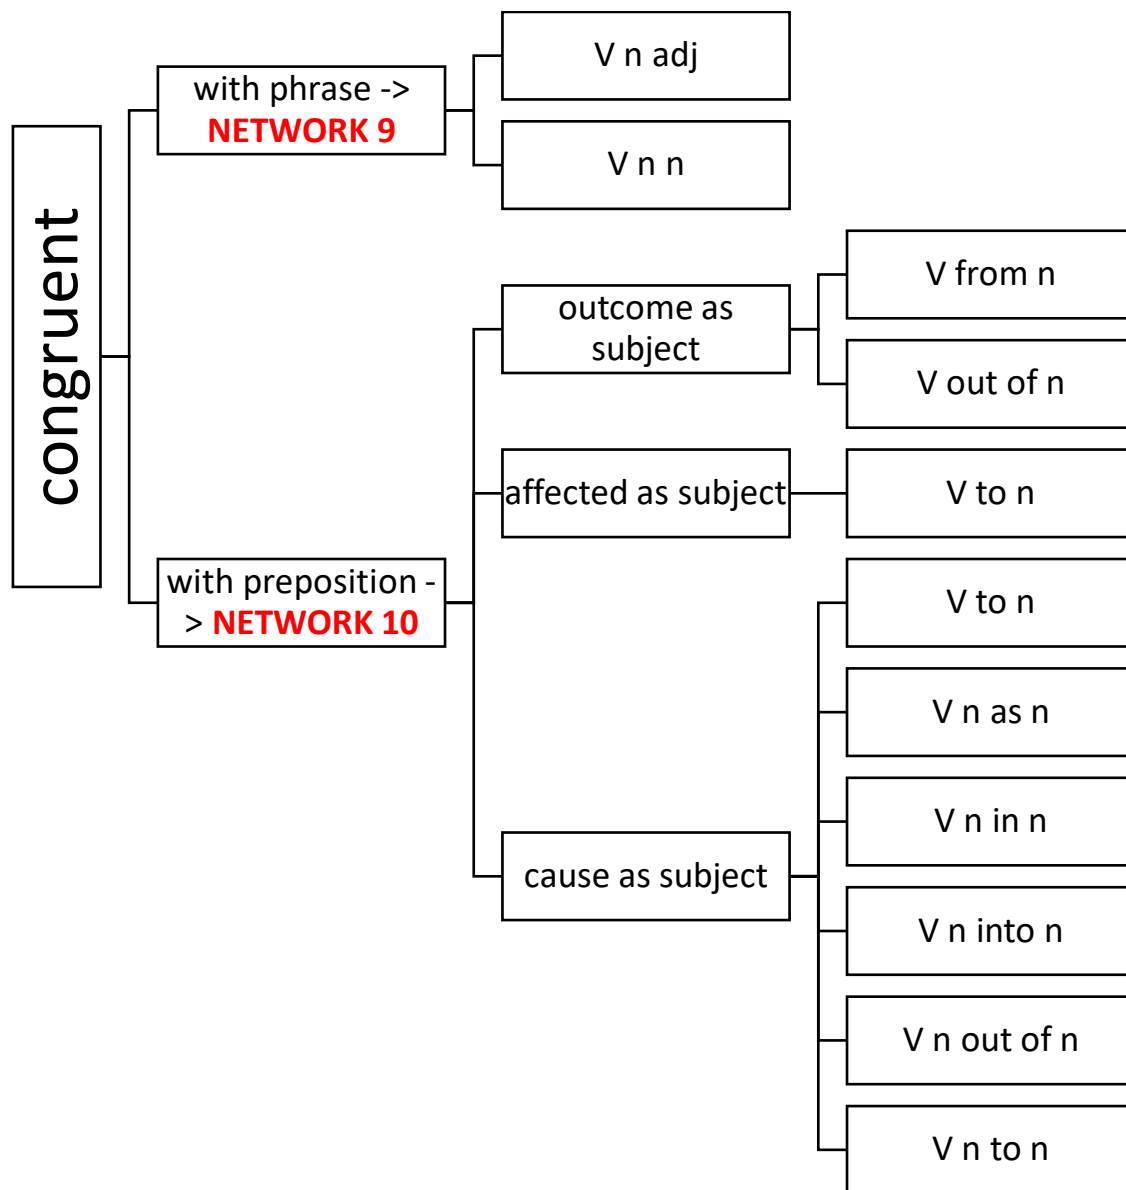 congruent
with phrase ->
NETWORK 9
V n adj
V n n
with preposition -
> NETWORK 10
outcome as
subject
V from n
V out of n
affected as subject
V to n
cause as subject
V to n
V n as n
V n in n
V n into n
V n out of n
V n to n